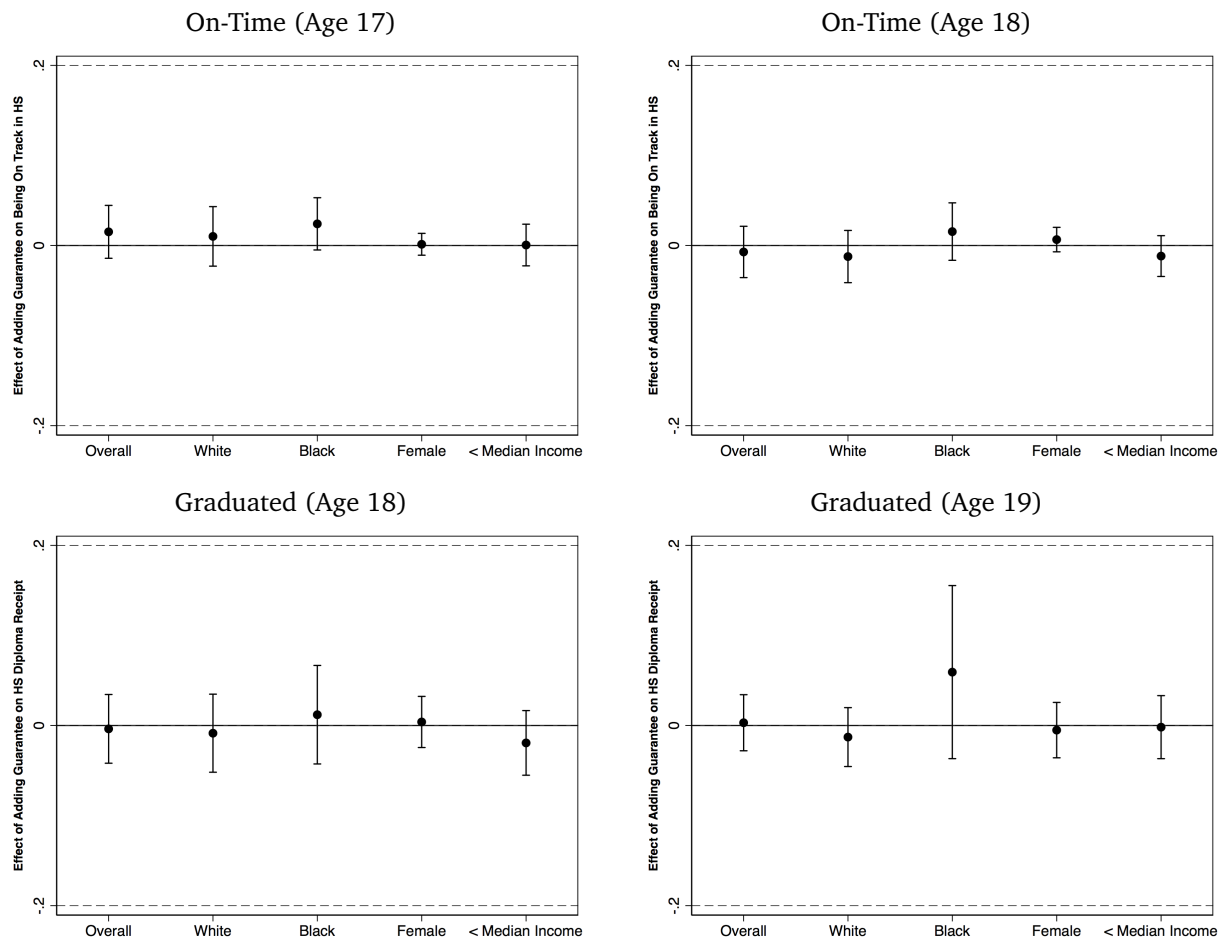 On-Time (Age 17)
Effect of Adding Guarantee on Being On Track in HS
.2
0
-.2
Overall White Black Female < Median Income
On-Time (Age 18)
Effect of Adding Guarantee on Being On Track in HS
.2
0
-.2
Overall White Black Female < Median Income
Graduated (Age 18)
Effect of Adding Guarantee on HS Diploma Receipt
.2
0
-.2
Overall White Black Female < Median Income
Graduated (Age 19)
Effect of Adding Guarantee on HS Diploma Receipt
.2
0
-.2
Overall White Black Female < Median Income